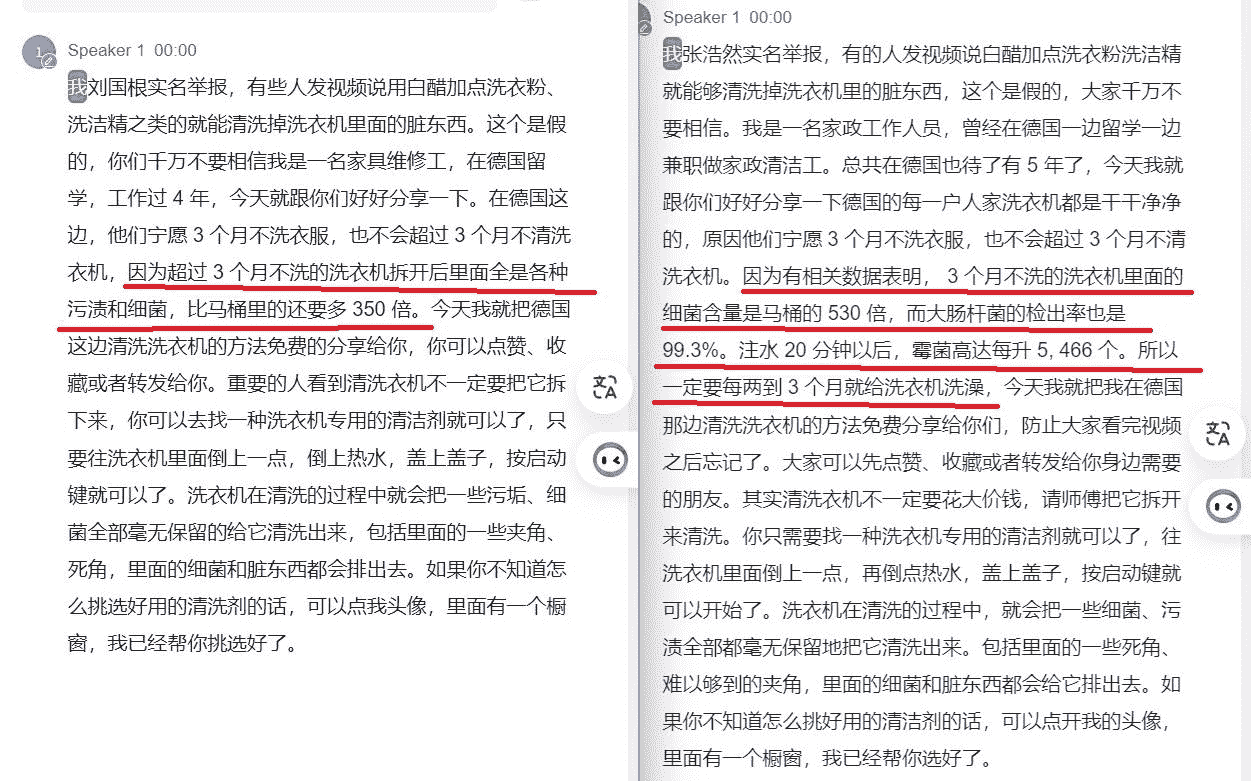 Speaker 1 00:00
我刘国根实名举报，有些人发视频说用白醋加点洗衣粉、
洗洁精之类的就能清洗掉洗衣机里面的脏东西。这个是假
的，你们千万不要相信我是一名家具维修工，在德国留
学，工作过 4 年，今天就跟你们好好分享一下。在德国这
边，他们宁愿 3 个月不洗衣服，也不会超过 3 个月不清洗
衣机，因为超过 3 个月不洗的洗衣机拆开后里面全是各种
污渍和细菌，比马桶里的还要多 350 倍。今天我就把德国
这边清洗洗衣机的方法免费的分享给你，你可以点赞、收
藏或者转发给你。重要的人看到清洗衣机不一定要把它拆
下来，你可以去找一种洗衣机专用的清洁剂就可以了，只
要往洗衣机里面倒上一点，倒上热水，盖上盖子，按启动
键就可以了。洗衣机在清洗的过程中就会把一些污垢、细
菌全部毫无保留的给它清洗出来，包括里面的一些夹角、
死角，里面的细菌和脏东西都会排出去。如果你不知道怎
么挑选好用的清洗剂的话，可以点我头像，里面有一个橱
窗，我已经帮你挑选好了。
Speaker 1 00:00
我张浩然实名举报，有的人发视频说白醋加点洗衣粉洗洁精
就能够清洗掉洗衣机里的脏东西，这个是假的，大家千万不
要相信。我是一名家政工作人员，曾经在德国一边留学一边
兼职做家政清洁工。总共在德国也待了有 5 年了，今天我就
跟你们好好分享一下德国的每一户人家洗衣机都是干干净净
的，原因他们宁愿 3 个月不洗衣服，也不会超过 3 个月不清
洗衣机。因为有相关数据表明， 3 个月不洗的洗衣机里面的
细菌含量是马桶的 530 倍，而大肠杆菌的检出率也是
99.3%。注水 20 分钟以后，霉菌高达每升 5, 466 个。所以
一定要每两到 3 个月就给洗衣机洗澡，今天我就把我在德国
那边清洗洗衣机的方法免费分享给你们，防止大家看完视频
之后忘记了。大家可以先点赞、收藏或者转发给你身边需要
的朋友。其实清洗衣机不一定要花大价钱，请师傅把它拆开
来清洗。你只需要找一种洗衣机专用的清洁剂就可以了，往
洗衣机里面倒上一点，再倒点热水，盖上盖子，按启动键就
可以开始了。洗衣机在清洗的过程中，就会把一些细菌、污
渍全部都毫无保留地把它清洗出来。包括里面的一些死角、
难以够到的夹角，里面的细菌和脏东西都会给它排出去。如
果你不知道怎么挑好用的清洁剂的话，可以点开我的头像，
里面有一个橱窗，我已经帮你选好了。